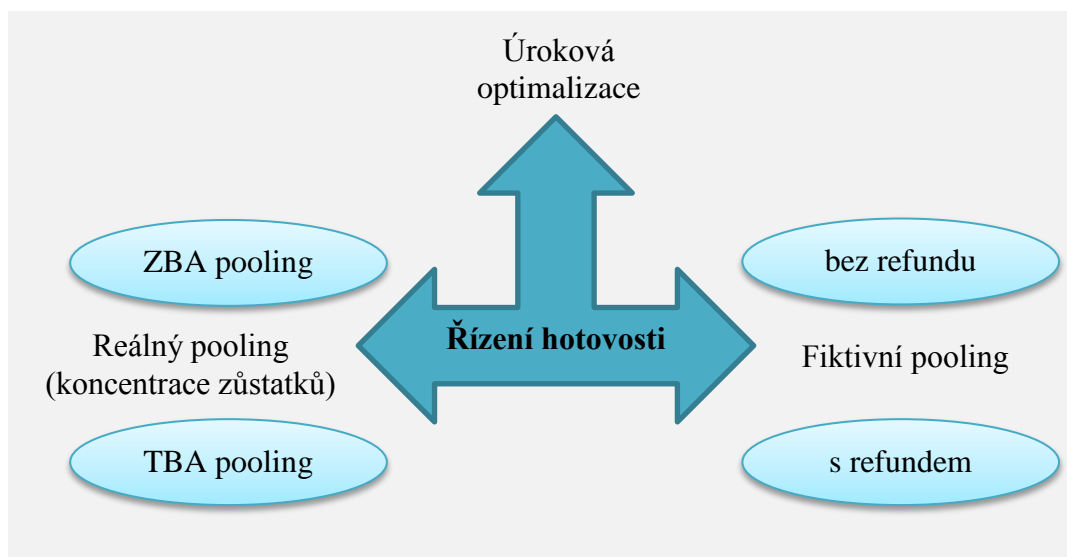 Úroková
optimalizace
ZBA pooling
bez refundu
Řízení hotovosti
Reálný pooling
(koncentrace zůstatků)
Fiktivní pooling
TBA pooling
s refundem